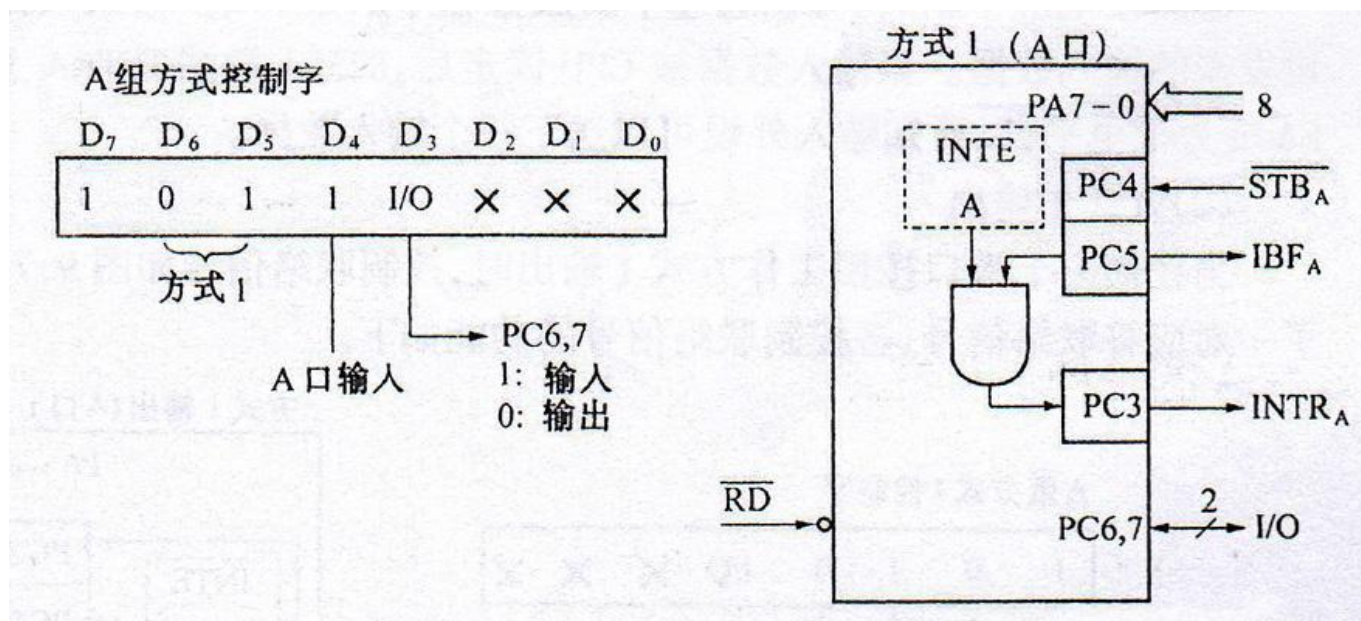 A组方式控制字
D7 D6 D5 D4 D3 D2 D1 D0
1 0 1 1 I/O × × ×
方式1
A口输入
PC6,7
1: 输入
0: 输出
方式1 (A口)
PA7-0
8
INTE
A
PC4
STBA
PC5
IBFA
PC3
INTRA
RD
PC6,7
2
I/O